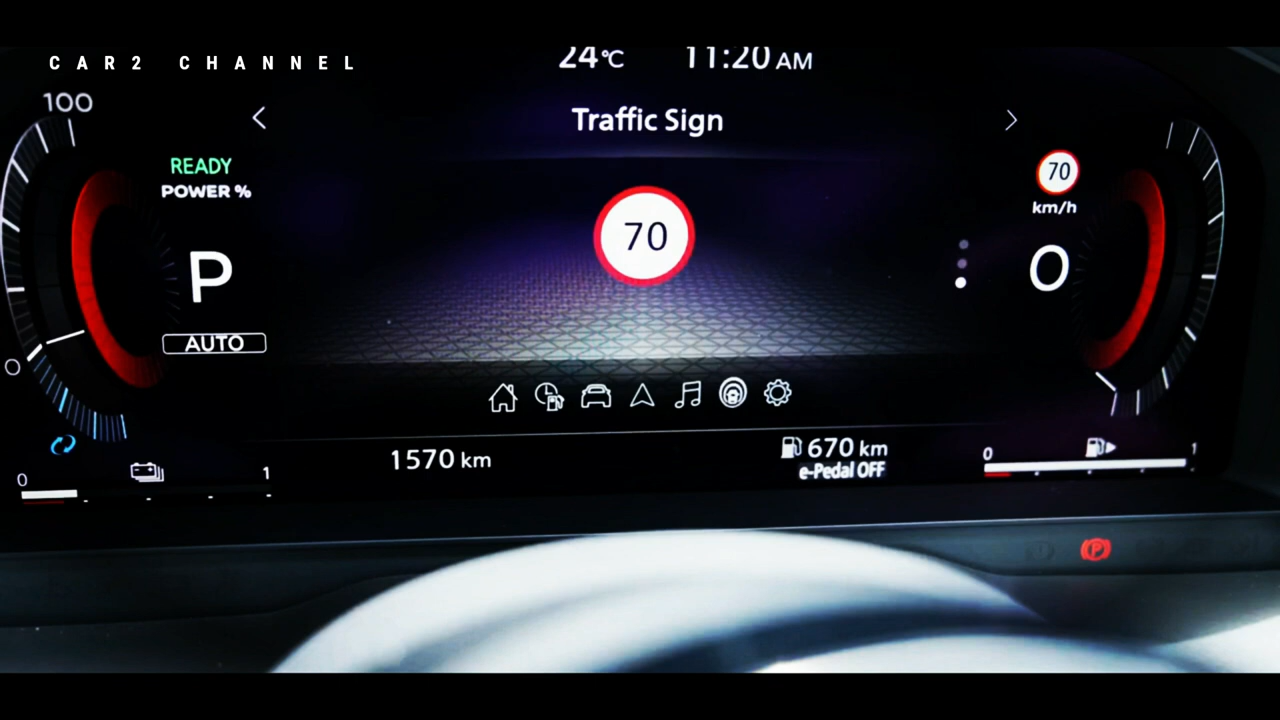 CAR2 CHANNEL
24°C 11:20 AM
100
Traffic Sign
READY
POWER %
70
70
km/h
P
0
AUTO
0
1570 km
670 km
e-Pedal OFF
0 1
0 1
P